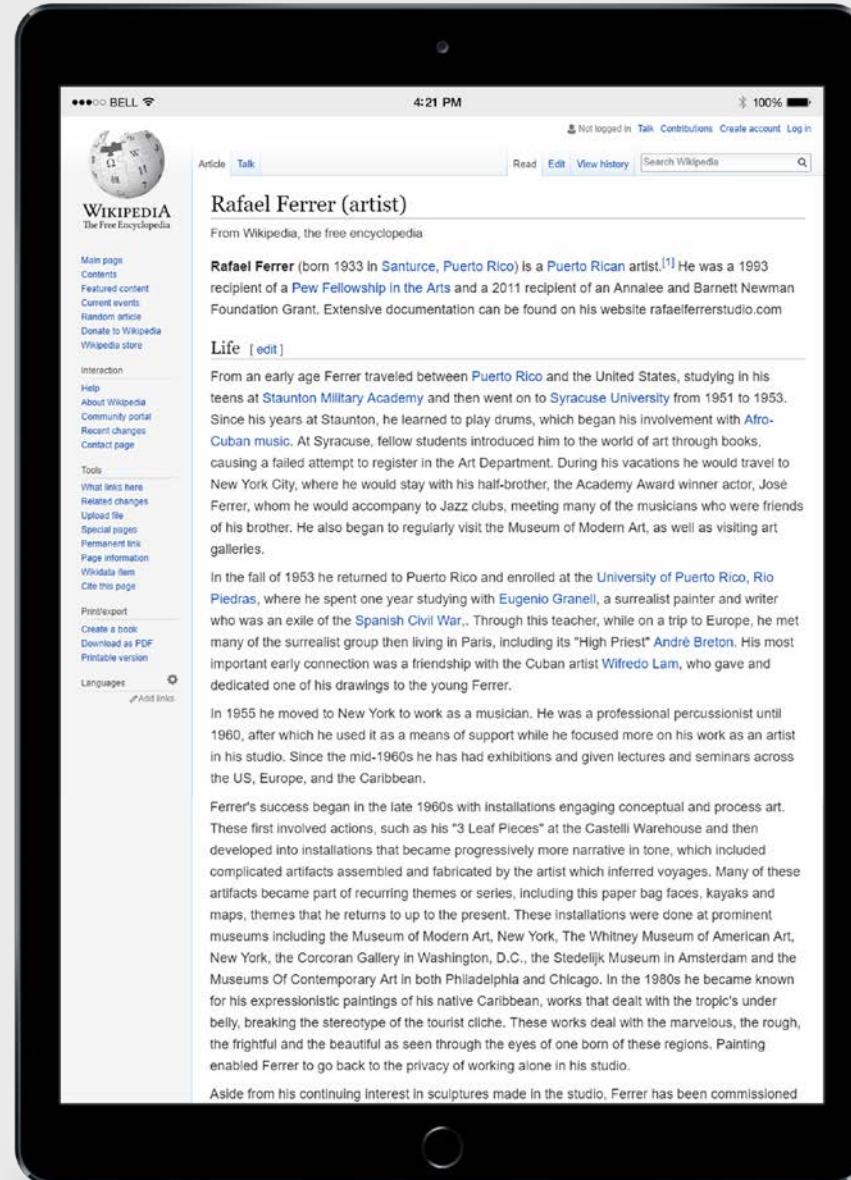 BELL
4:21 PM
100%
Not logged in Talk Contributions Create account Log in
Article Talk
Read Edit View history Search Wikipedia
WIKIPEDIA
The Free Encyclopedia
Main page
Contents
Featured content
Current events
Random article
Donate to Wikipedia
Wikipedia store
Interaction
Help
About Wikipedia
Community portal
Recent changes
Contact page
Tools
What links here
Related changes
Upload file
Special pages
Permanent link
Page information
Wikidata item
Cite this page
Print/export
Create a book
Download as PDF
Printable version
Languages
Add links
Rafael Ferrer (artist)
From Wikipedia, the free encyclopedia
Rafael Ferrer (born 1933 in Santurce, Puerto Rico) is a Puerto Rican artist.[1] He was a 1993
recipient of a Pew Fellowship in the Arts and a 2011 recipient of an Annalee and Barnett Newman
Foundation Grant. Extensive documentation can be found on his website rafaelferrerstudio.com
Life [ edit ]
From an early age Ferrer traveled between Puerto Rico and the United States, studying in his
teens at Staunton Military Academy and then went on to Syracuse University from 1951 to 1953.
Since his years at Staunton, he learned to play drums, which began his involvement with Afro-
Cuban music. At Syracuse, fellow students introduced him to the world of art through books,
causing a failed attempt to register in the Art Department. During his vacations he would travel to
New York City, where he would stay with his half-brother, the Academy Award winner actor, José
Ferrer, whom he would accompany to Jazz clubs, meeting many of the musicians who were friends
of his brother. He also began to regularly visit the Museum of Modern Art, as well as visiting art
galleries.
In the fall of 1953 he returned to Puerto Rico and enrolled at the University of Puerto Rico, Rio
Piedras, where he spent one year studying with Eugenio Granell, a surrealist painter and writer
who was an exile of the Spanish Civil War,. Through this teacher, while on a trip to Europe, he met
many of the surrealist group then living in Paris, including its "High Priest" André Breton. His most
important early connection was a friendship with the Cuban artist Wifredo Lam, who gave and
dedicated one of his drawings to the young Ferrer.
In 1955 he moved to New York to work as a musician. He was a professional percussionist until
1960, after which he used it as a means of support while he focused more on his work as an artist
in his studio. Since the mid-1960s he has had exhibitions and given lectures and seminars across
the US, Europe, and the Caribbean.
Ferrer's success began in the late 1960s with installations engaging conceptual and process art.
These first involved actions, such as his "3 Leaf Pieces" at the Castelli Warehouse and then
developed into installations that became progressively more narrative in tone, which included
complicated artifacts assembled and fabricated by the artist which inferred voyages. Many of these
artifacts became part of recurring themes or series, including this paper bag faces, kayaks and
maps, themes that he returns to up to the present. These installations were done at prominent
museums including the Museum of Modern Art, New York, The Whitney Museum of American Art,
New York, the Corcoran Gallery in Washington, D.C., the Stedelijk Museum in Amsterdam and the
Museums Of Contemporary Art in both Philadelphia and Chicago. In the 1980s he became known
for his expressionistic paintings of his native Caribbean, works that dealt with the tropic's under
belly, breaking the stereotype of the tourist cliche. These works deal with the marvelous, the rough,
the frightful and the beautiful as seen through the eyes of one born of these regions. Painting
enabled Ferrer to go back to the privacy of working alone in his studio.
Aside from his continuing interest in sculptures made in the studio, Ferrer has been commissioned